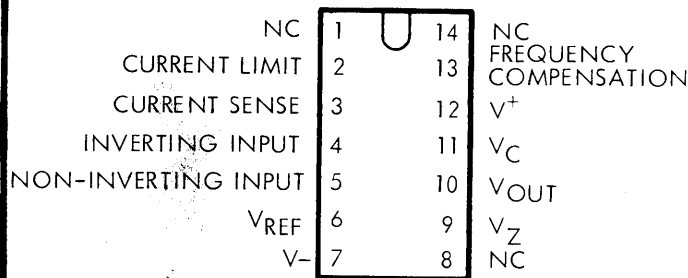 NC 1 14 NC
CURRENT LIMIT 2 13 FREQUENCY COMPENSATION
CURRENT SENSE 3 12 V+
INVERTING INPUT 4 11 VC
NON-INVERTING INPUT 5 10 VOUT
VREF 6 9 VZ
V- 7 8 NC